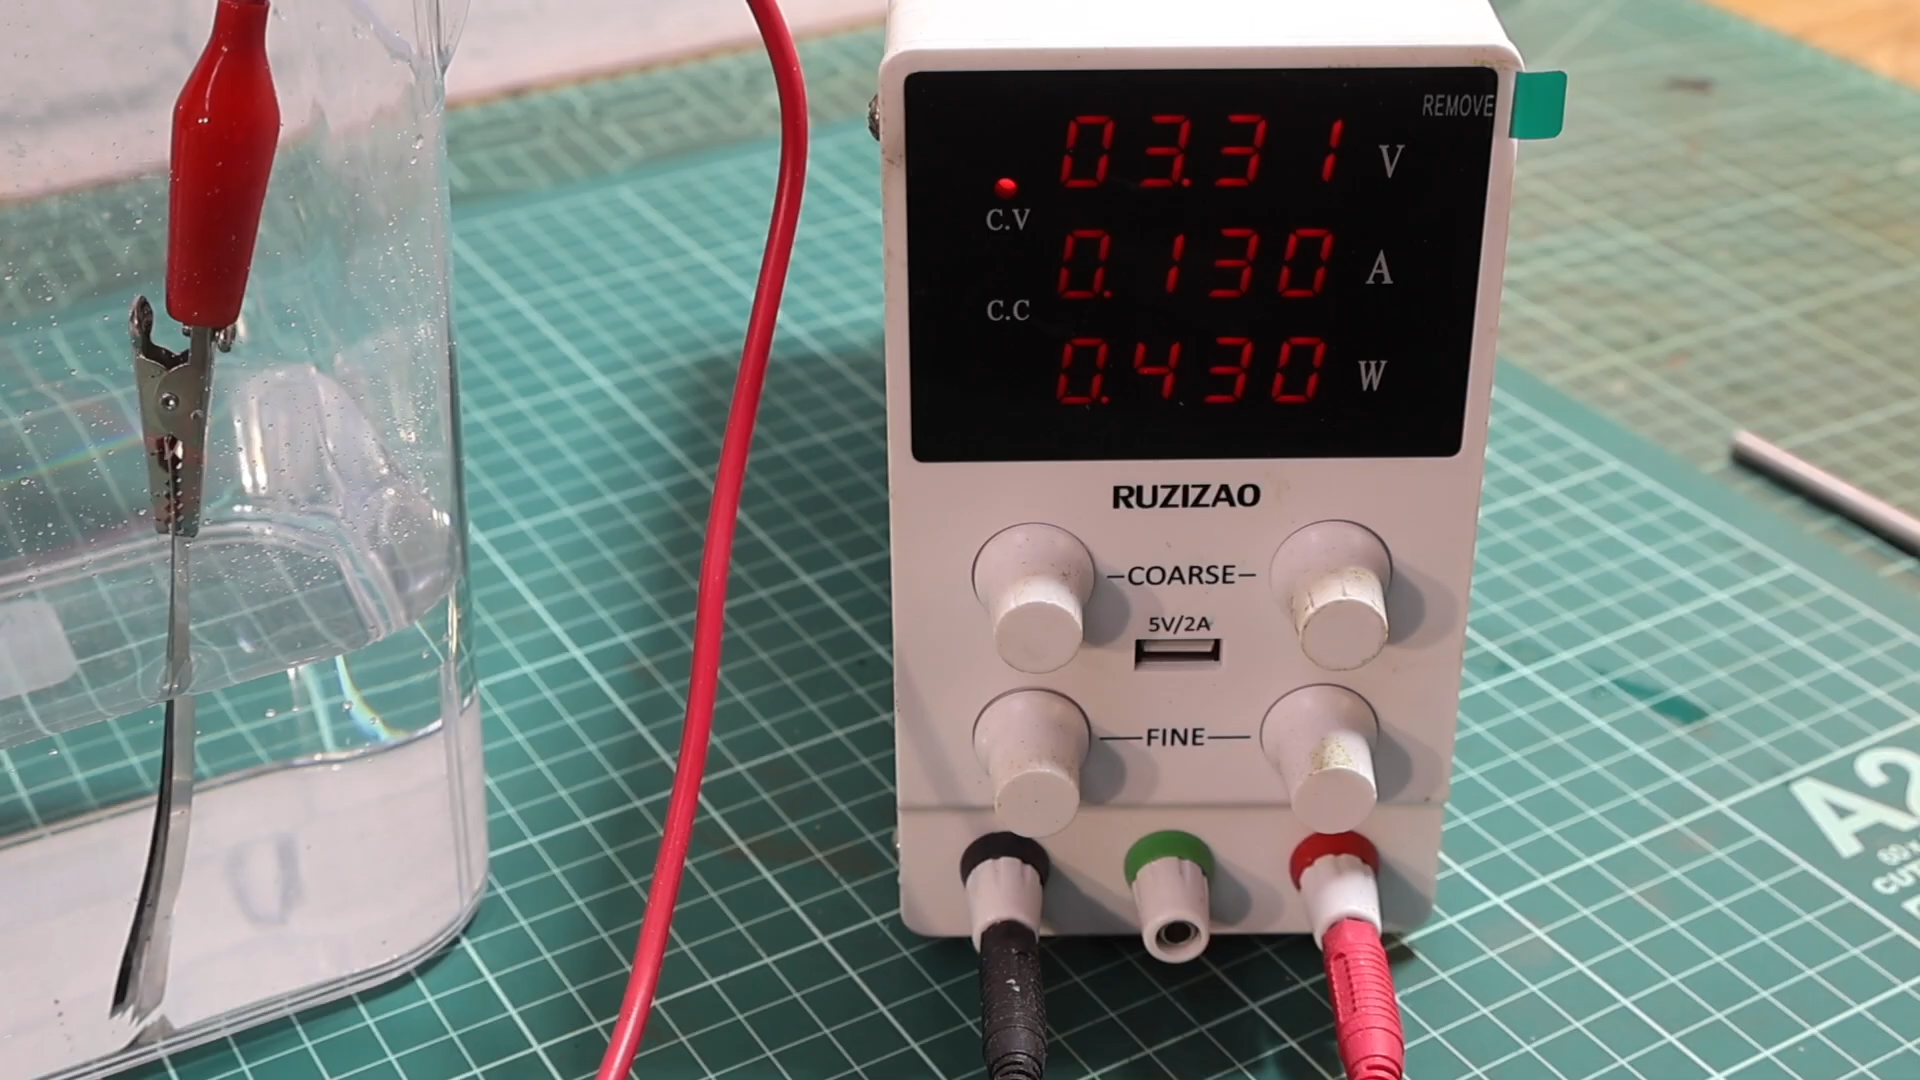 REMOVE
03.31 V
C.V
0.130 A
C.C
0.430 W
RUZIZAO
COARSE
5V/2A
FINE
A2